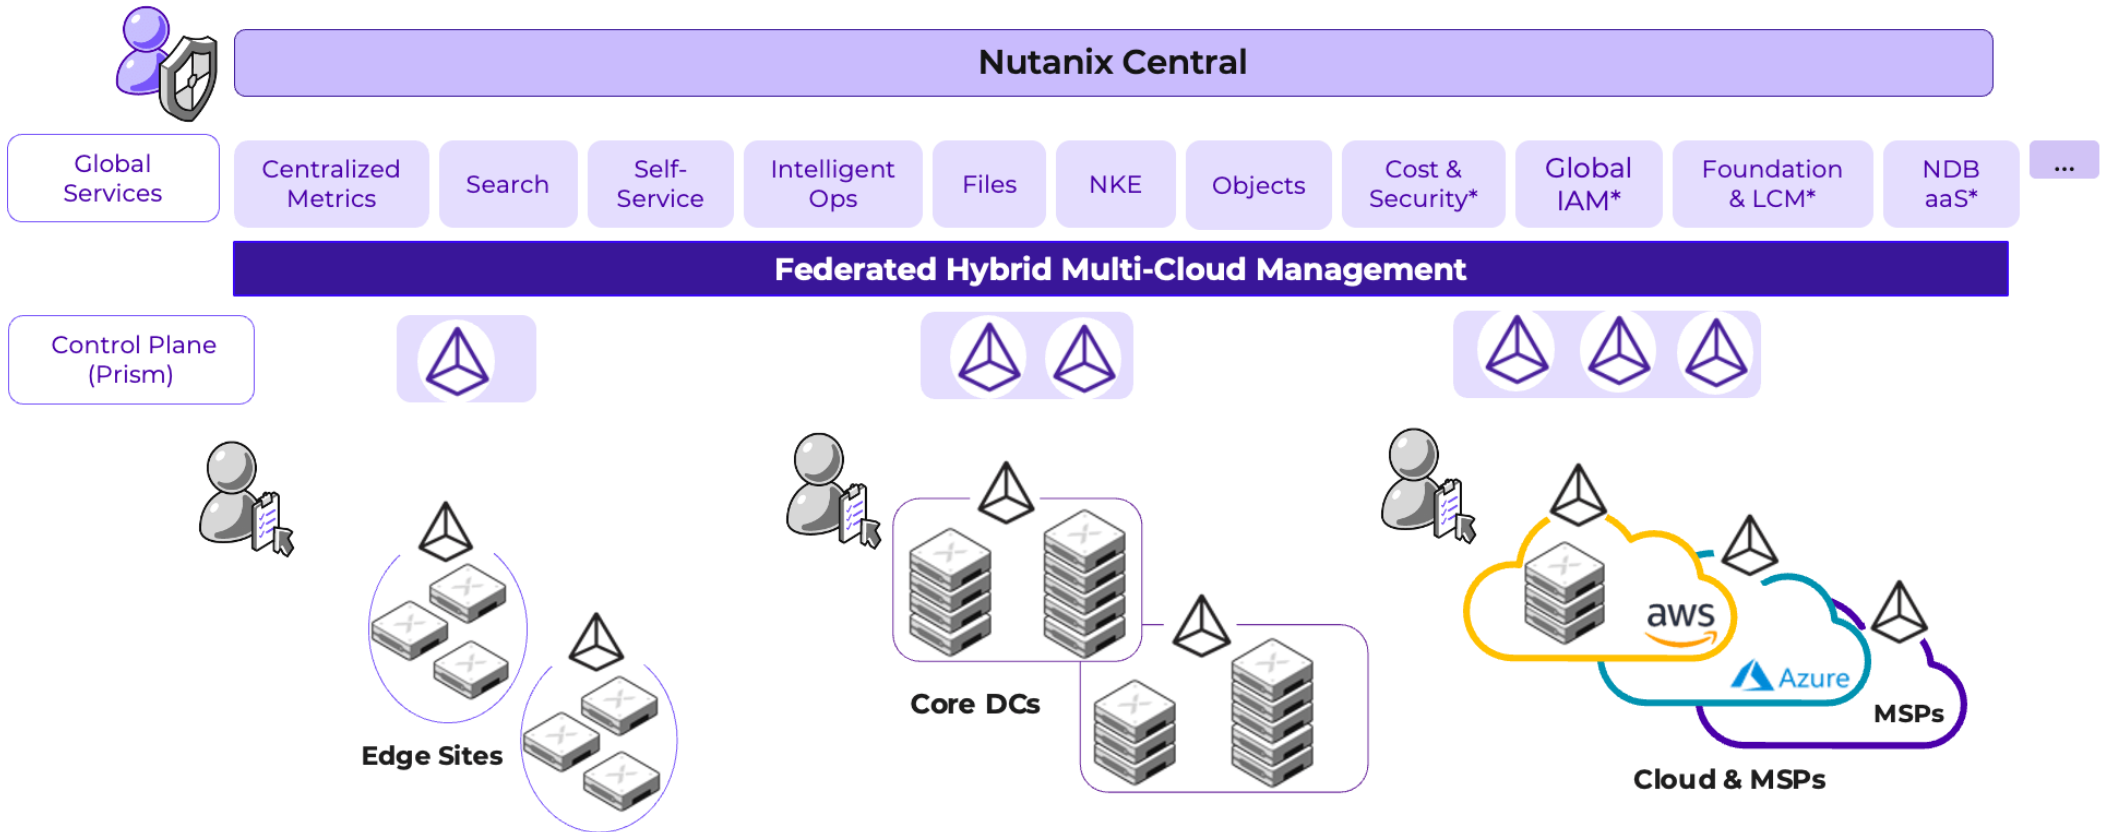 Nutanix Central
Global
Services
Centralized
Metrics
Search
Self-
Service
Intelligent
Ops
Files
NKE
Objects
Cost &
Security*
Global
IAM*
Foundation
& LCM*
NDB
aaS*
...
Federated Hybrid Multi-Cloud Management
Control Plane
(Prism)
Edge Sites
Core DCs
aws
Azure
MSPs
Cloud & MSPs